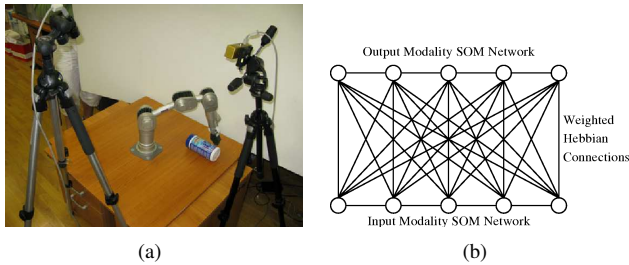 Output Modality SOM Network
Weighted
Hebbian
Connections
Input Modality SOM Network
(a)
(b)